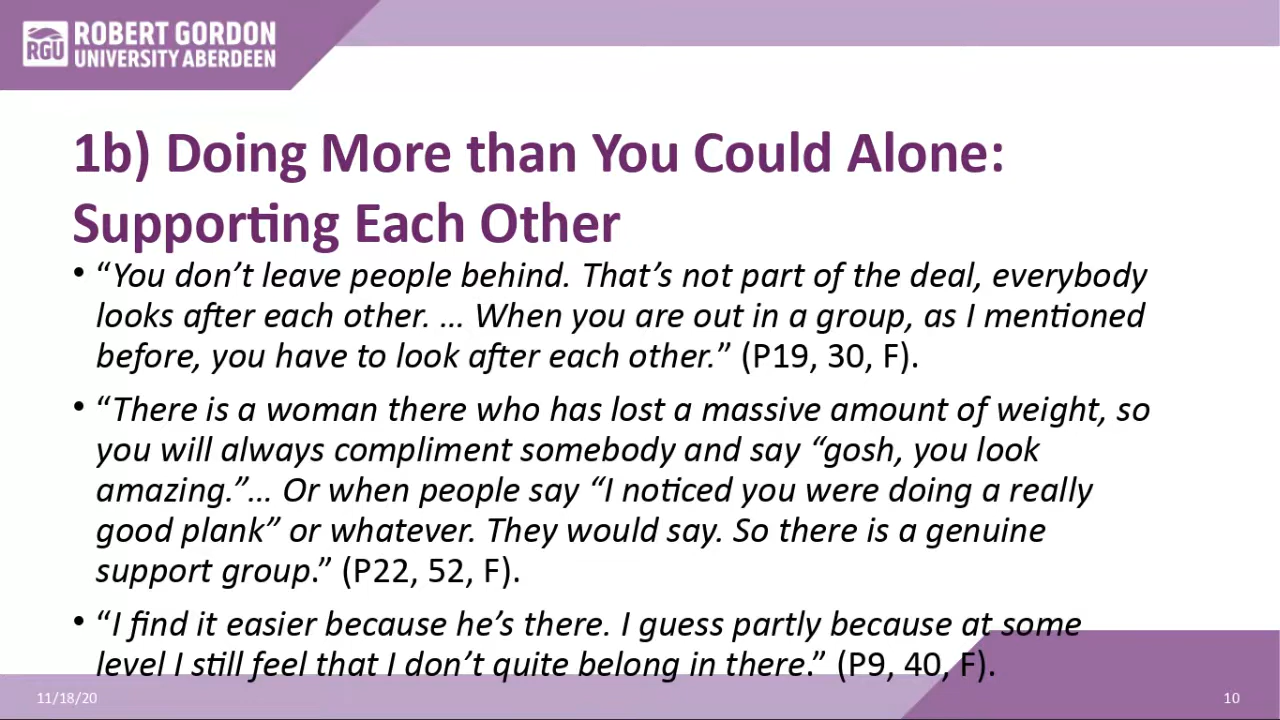 RGU
ROBERT GORDON
UNIVERSITY ABERDEEN
1b) Doing More than You Could Alone:
Supporting Each Other
• “You don’t leave people behind. That’s not part of the deal, everybody
looks after each other. ... When you are out in a group, as I mentioned
before, you have to look after each other.” (P19, 30, F).
• “There is a woman there who has lost a massive amount of weight, so
you will always compliment somebody and say “gosh, you look
amazing.”... Or when people say “I noticed you were doing a really
good plank” or whatever. They would say. So there is a genuine
support group.” (P22, 52, F).
• “I find it easier because he’s there. I guess partly because at some
level I still feel that I don’t quite belong in there.” (P9, 40, F).
11/18/20
10